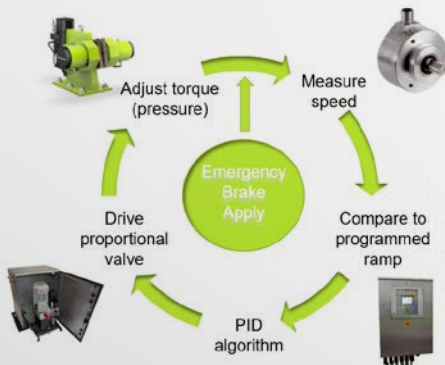 Adjust torque
(pressure)
Measure
speed
Emergency
Brake
Apply
Drive
proportional
valve
Compare to
programmed
ramp
PID
algorithm